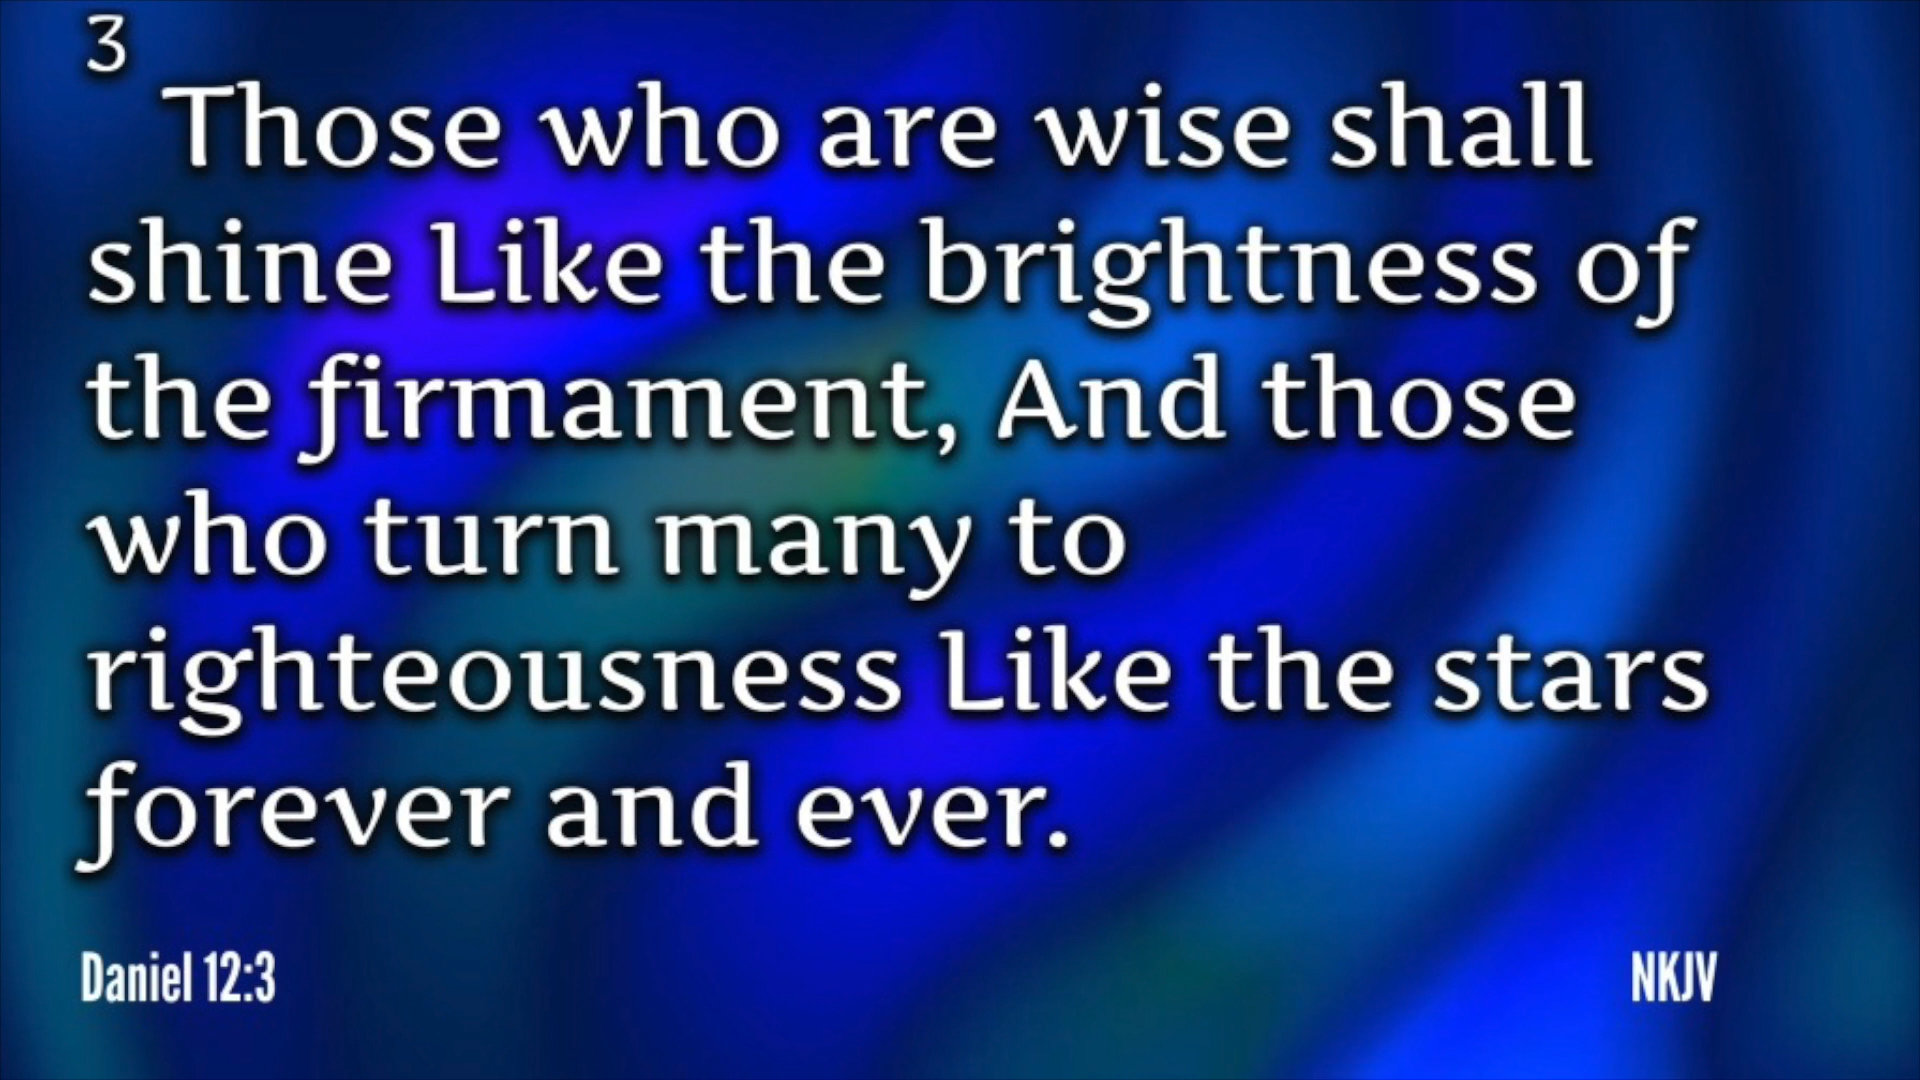 3
Those who are wise shall
shine Like the brightness of
the firmament, And those
who turn many to
righteousness Like the stars
forever and ever.
Daniel 12:3
NKJV